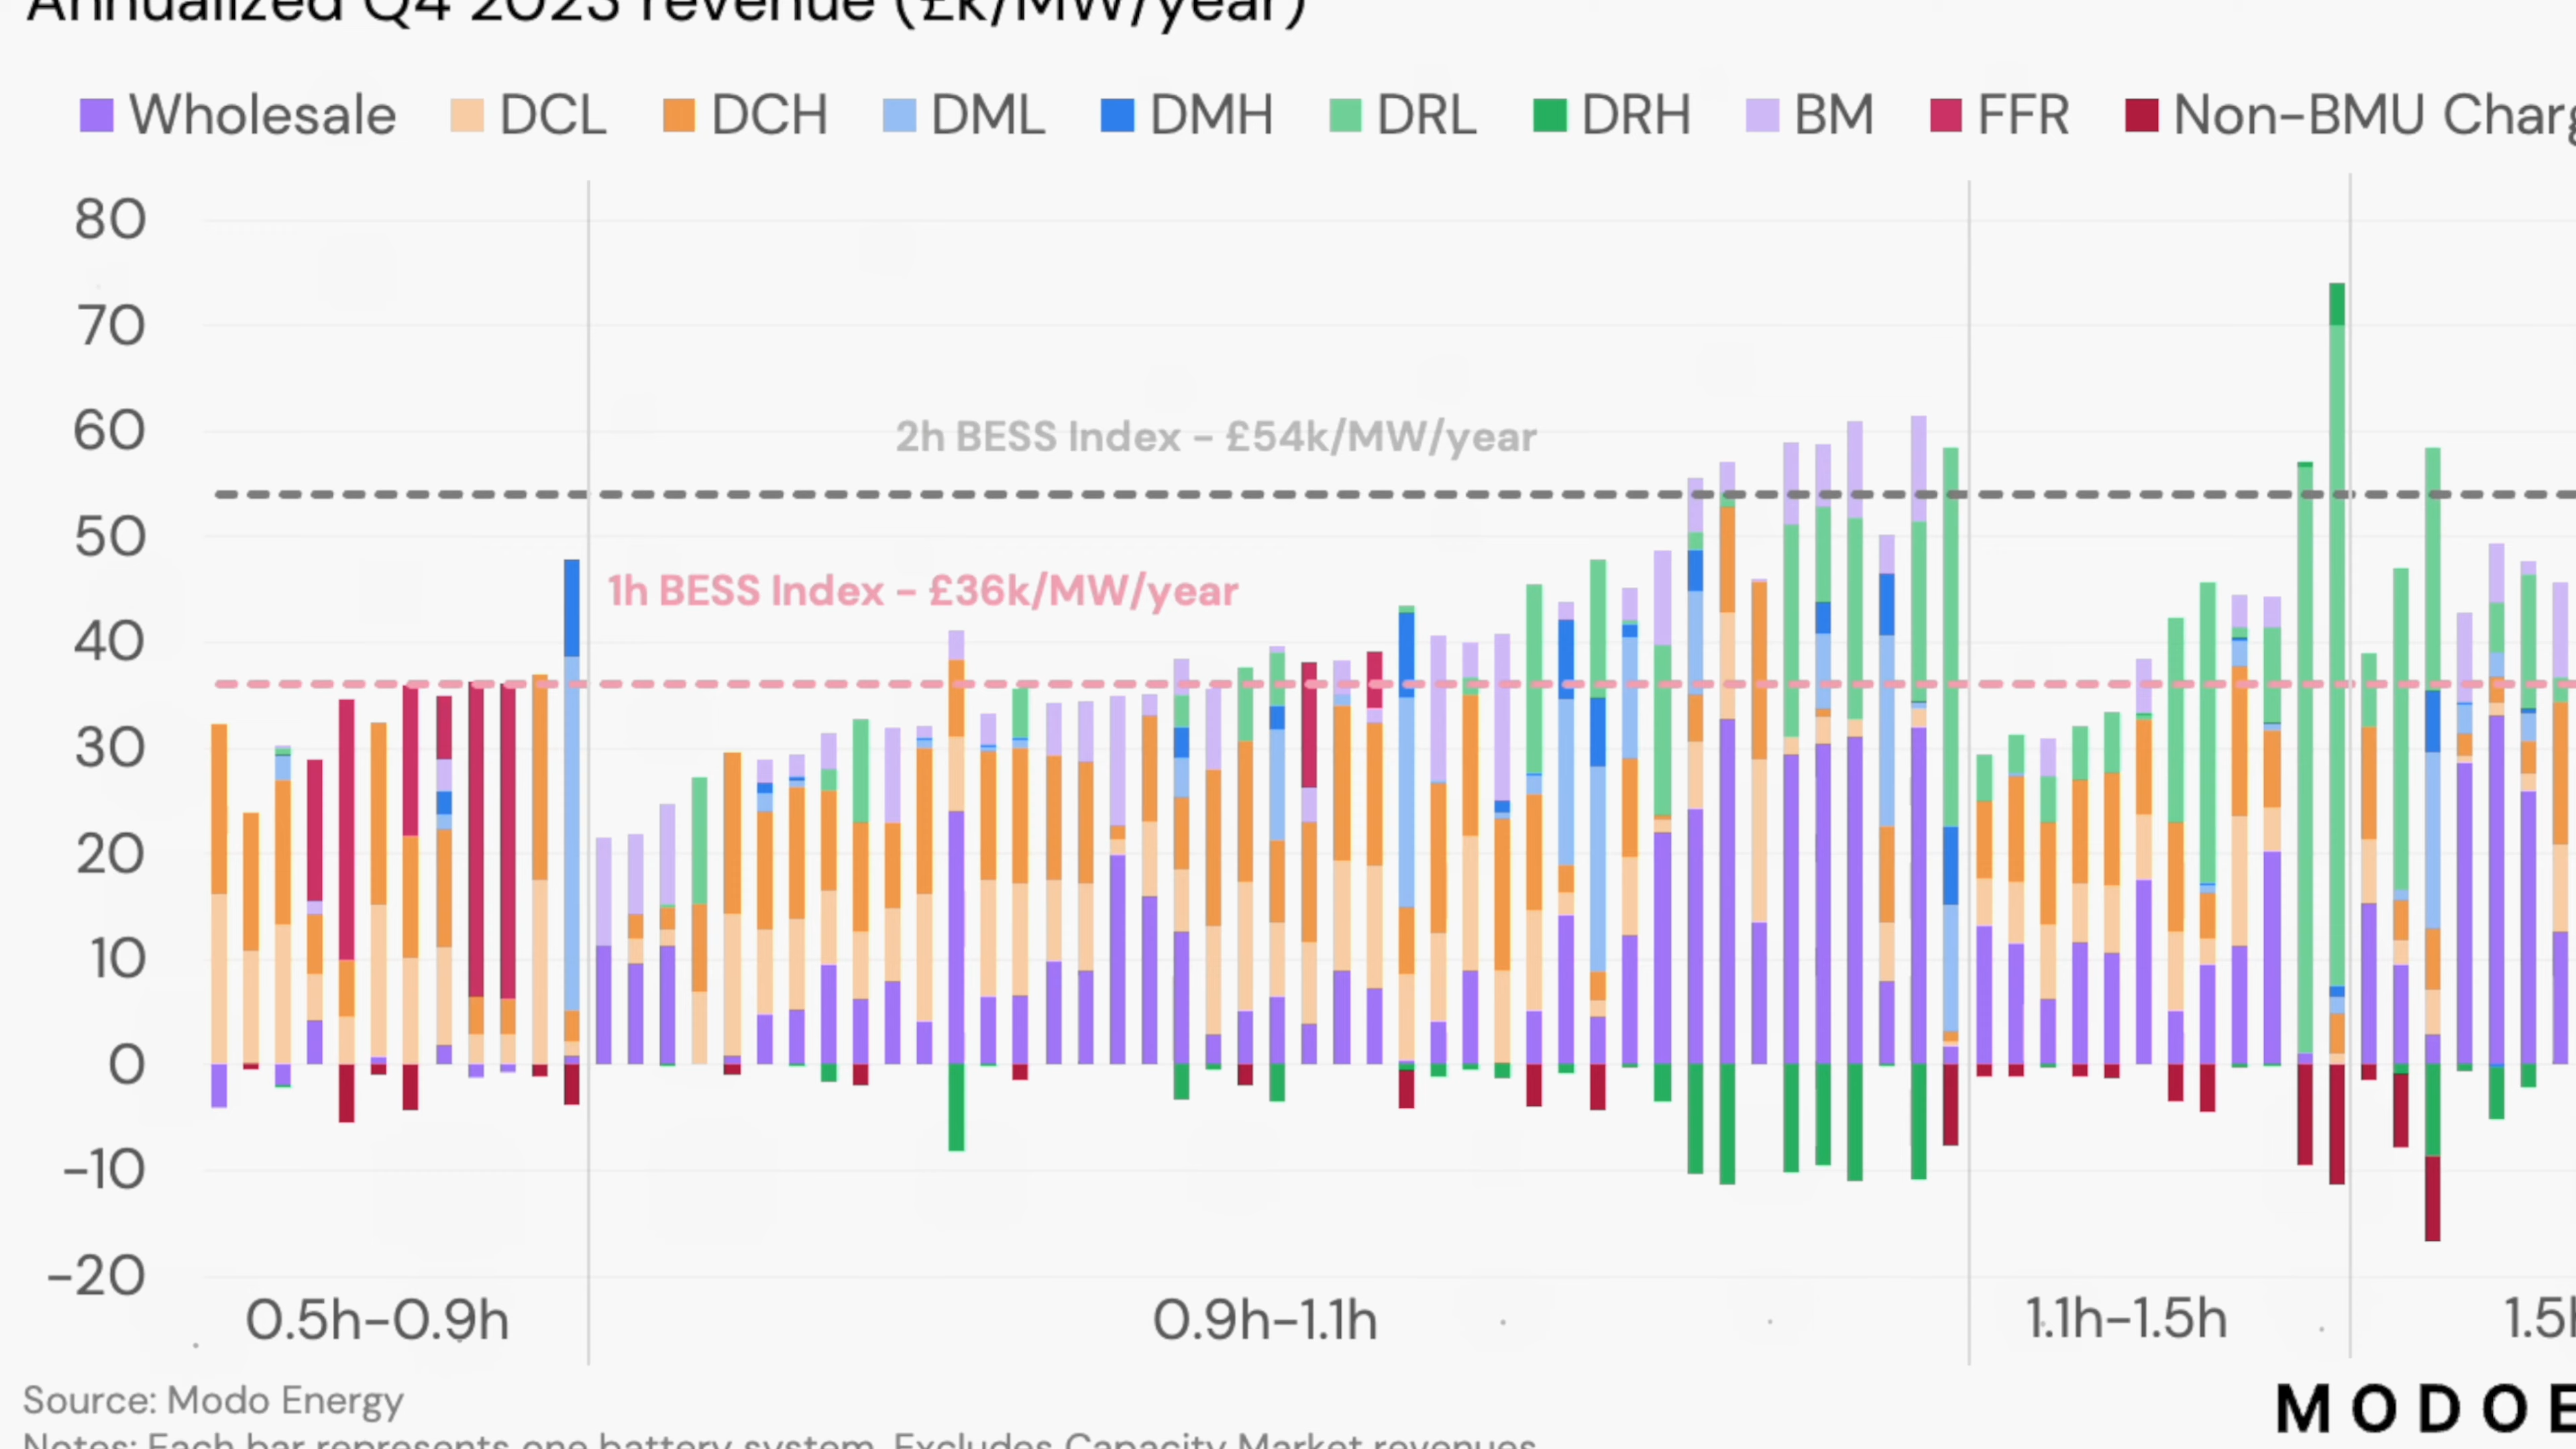 Annualized Q4 2023 revenue (£k/MW/year)
Wholesale DCL DCH DML DMH DRL DRH BM FFR Non-BMU
80
70
60
50
40
30
20
10
0
-10
-20
2h BESS Index - £54k/MW/year
1h BESS Index - £36k/MW/year
0.5h-0.9h 0.9h-1.1h 1.1h-1.5h
Source: Modo Energy
MODO
Notes: Each bar represents one battery system. Excludes Capacity Market revenues